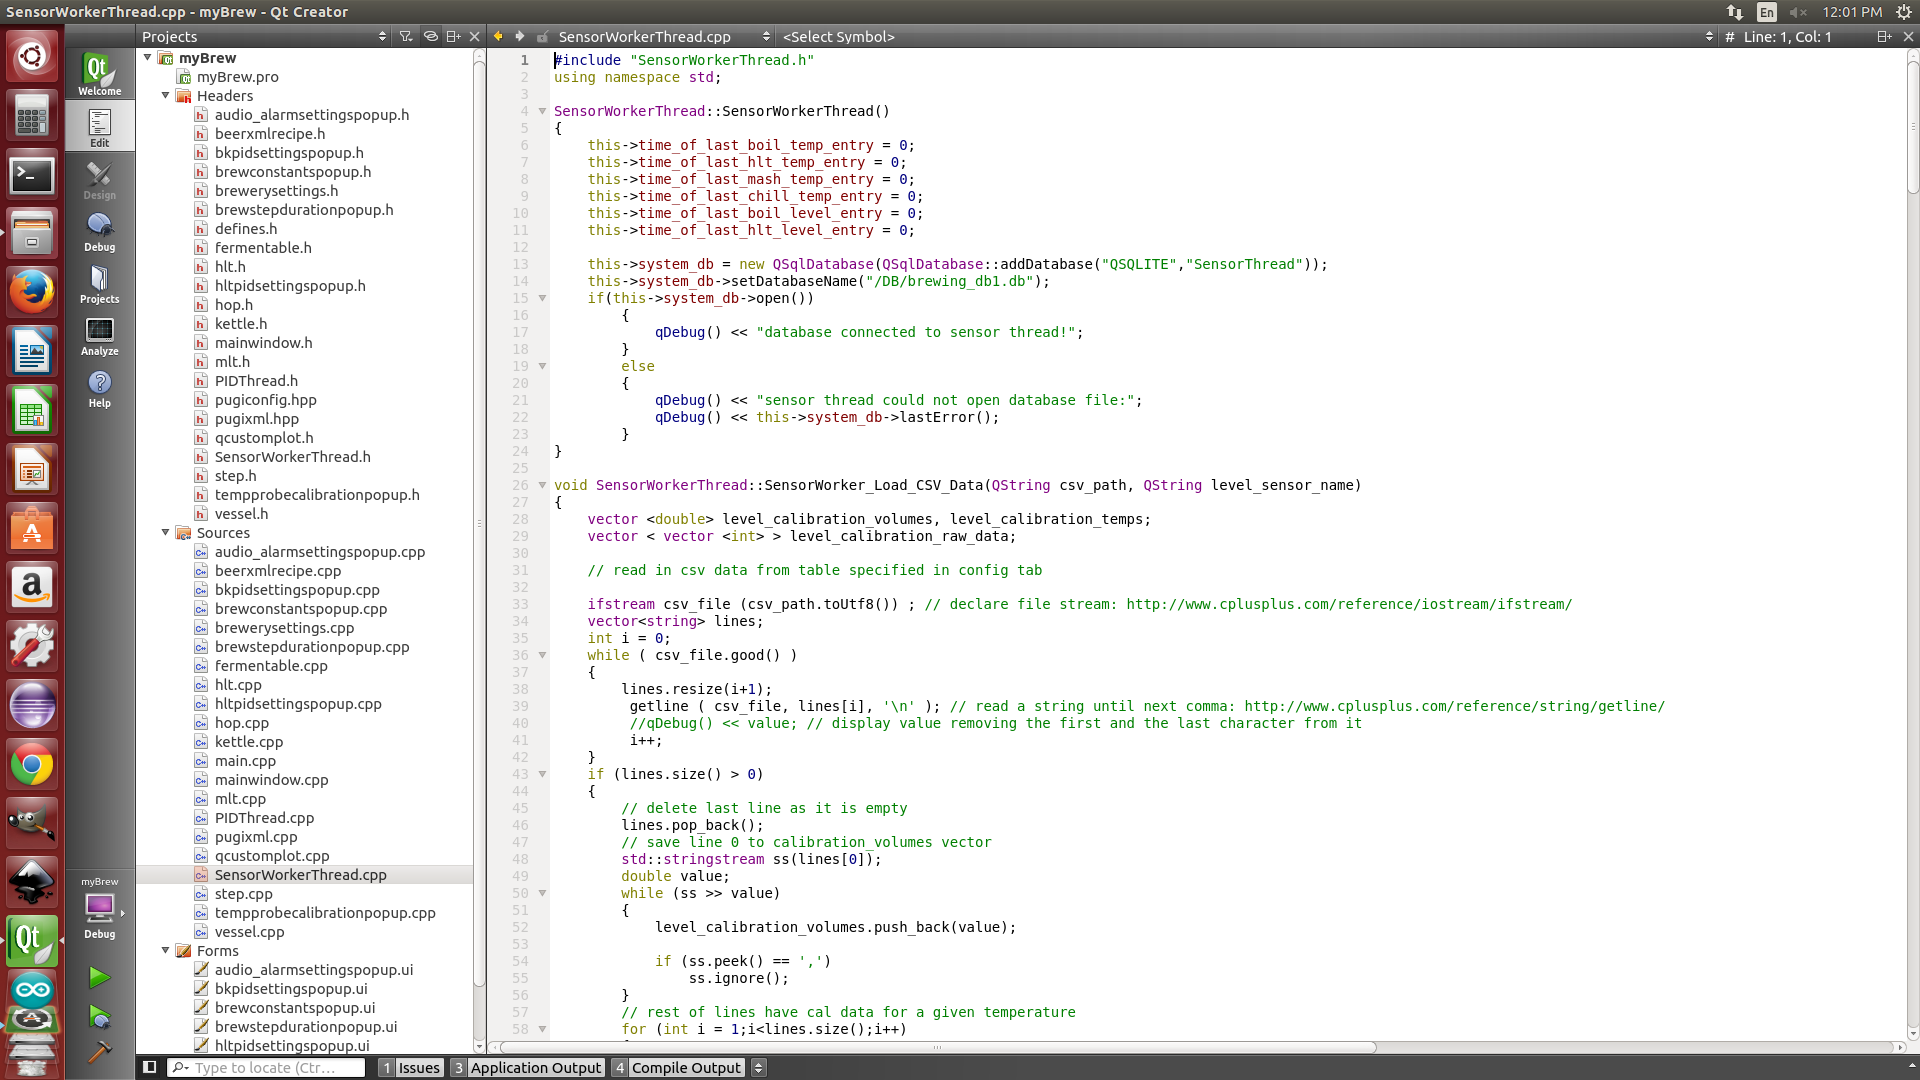 SensorWorkerThread.cpp - myBrew - Qt Creator
En
12:01 PM
Projects
SensorWorkerThread.cpp
<Select Symbol>
# Line: 1, Col: 1
Welcome
Edit
Design
Debug
Projects
Analyze
Help
myBrew
Debug
myBrew
myBrew.pro
Headers
audio_alarmsettingspopup.h
beerxmlrecipe.h
bkpidsettingspopup.h
brewconstantspopup.h
brewerysettings.h
brewstepdurationpopup.h
defines.h
fermentable.h
hlt.h
hltpidsettingspopup.h
hop.h
kettle.h
mainwindow.h
mlt.h
PIDThread.h
pugiconfig.hpp
pugixml.hpp
qcustomplot.h
SensorWorkerThread.h
step.h
tempprobecalibrationpopup.h
vessel.h
Sources
audio_alarmsettingspopup.cpp
beerxmlrecipe.cpp
bkpidsettingspopup.cpp
brewconstantspopup.cpp
brewerysettings.cpp
brewstepdurationpopup.cpp
fermentable.cpp
hlt.cpp
hltpidsettingspopup.cpp
hop.cpp
kettle.cpp
main.cpp
mainwindow.cpp
mlt.cpp
PIDThread.cpp
pugixml.cpp
qcustomplot.cpp
SensorWorkerThread.cpp
step.cpp
tempprobecalibrationpopup.cpp
vessel.cpp
Forms
audio_alarmsettingspopup.ui
bkpidsettingspopup.ui
brewconstantspopup.ui
brewstepdurationpopup.ui
hltpidsettingspopup.ui
1 #include "SensorWorkerThread.h"
2 using namespace std;
3
4 SensorWorkerThread::SensorWorkerThread()
5 {
6     this->time_of_last_boil_temp_entry = 0;
7     this->time_of_last_hlt_temp_entry = 0;
8     this->time_of_last_mash_temp_entry = 0;
9     this->time_of_last_chill_temp_entry = 0;
10     this->time_of_last_boil_level_entry = 0;
11     this->time_of_last_hlt_level_entry = 0;
12
13     this->system_db = new QSqlDatabase(QSqlDatabase::addDatabase("QSQLITE","SensorThread"));
14     this->system_db->setDatabaseName("/DB/brewing_db1.db");
15     if(this->system_db->open())
16         {
17             qDebug() << "database connected to sensor thread!";
18         }
19         else
20         {
21             qDebug() << "sensor thread could not open database file:";
22             qDebug() << this->system_db->lastError();
23         }
24 }
25
26 void SensorWorkerThread::SensorWorker_Load_CSV_Data(QString csv_path, QString level_sensor_name)
27 {
28     vector <double> level_calibration_volumes, level_calibration_temps;
29     vector < vector <int> > level_calibration_raw_data;
30
31     // read in csv data from table specified in config tab
32
33     ifstream csv_file (csv_path.toUtf8()) ; // declare file stream: http://www.cplusplus.com/reference/iostream/ifstream/
34     vector<string> lines;
35     int i = 0;
36     while ( csv_file.good() )
37     {
38         lines.resize(i+1);
39          getline ( csv_file, lines[i], '\n' ); // read a string until next comma: http://www.cplusplus.com/reference/string/getline/
40          //qDebug() << value; // display value removing the first and the last character from it
41          i++;
42     }
43     if (lines.size() > 0)
44     {
45         // delete last line as it is empty
46         lines.pop_back();
47         // save line 0 to calibration_volumes vector
48         std::stringstream ss(lines[0]);
49         double value;
50         while (ss >> value)
51         {
52             level_calibration_volumes.push_back(value);
53
54             if (ss.peek() == ',')
55                 ss.ignore();
56         }
57         // rest of lines have cal data for a given temperature
58         for (int i = 1;i<lines.size();i++)
Type to locate (Ctr...
1 Issues
3 Application Output
4 Compile Output